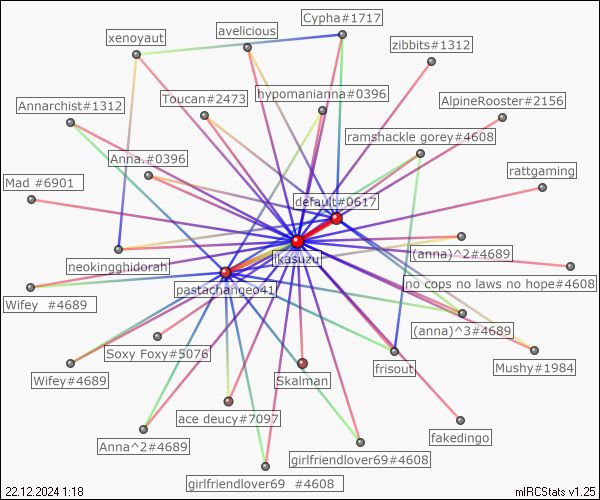 Cypha#1717
xenoyaut
avelicious
zibbits#1312
Toucan#2473
hypomanianna#0396
AlpineRooster#2156
Annarchist#1312
ramshackle gorey#4608
Anna.#0396
rattgaming
Mad #6901
default#0617
(anna)^2#4689
jkasuzut
neokingghidorah
no cops no laws no hope#4608
pastachangeo41
Wifey #4689
(anna)^3#4689
Soxy Foxy#5076
Mushy#1984
frisout
Wifey#4689
Skalman
ace deucy#7097
fakedingo
Anna^2#4689
girlfriendlover69#4608
girlfriendlover69 #4608
22.12.2024 1:18
mIRCStats v1.25